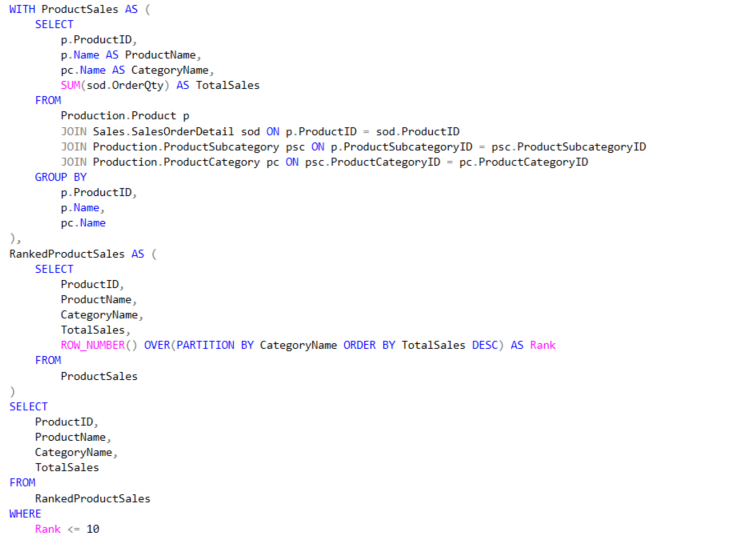 WITH ProductSales AS (
    SELECT
        p.ProductID,
        p.Name AS ProductName,
        pc.Name AS CategoryName,
        SUM(sod.OrderQty) AS TotalSales
    FROM
        Production.Product p
        JOIN Sales.SalesOrderDetail sod ON p.ProductID = sod.ProductID
        JOIN Production.ProductSubcategory psc ON p.ProductSubcategoryID = psc.ProductSubcategoryID
        JOIN Production.ProductCategory pc ON psc.ProductCategoryID = pc.ProductCategoryID
    GROUP BY
        p.ProductID,
        p.Name,
        pc.Name
),
RankedProductSales AS (
    SELECT
        ProductID,
        ProductName,
        CategoryName,
        TotalSales,
        ROW_NUMBER() OVER(PARTITION BY CategoryName ORDER BY TotalSales DESC) AS Rank
    FROM
        ProductSales
)
SELECT
    ProductID,
    ProductName,
    CategoryName,
    TotalSales
FROM
    RankedProductSales
WHERE
    Rank <= 10